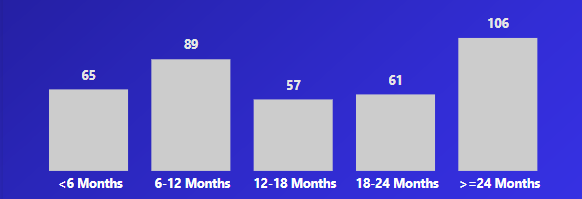 65
89
57
61
106
<6 Months
6-12 Months
12-18 Months
18-24 Months
>=24 Months